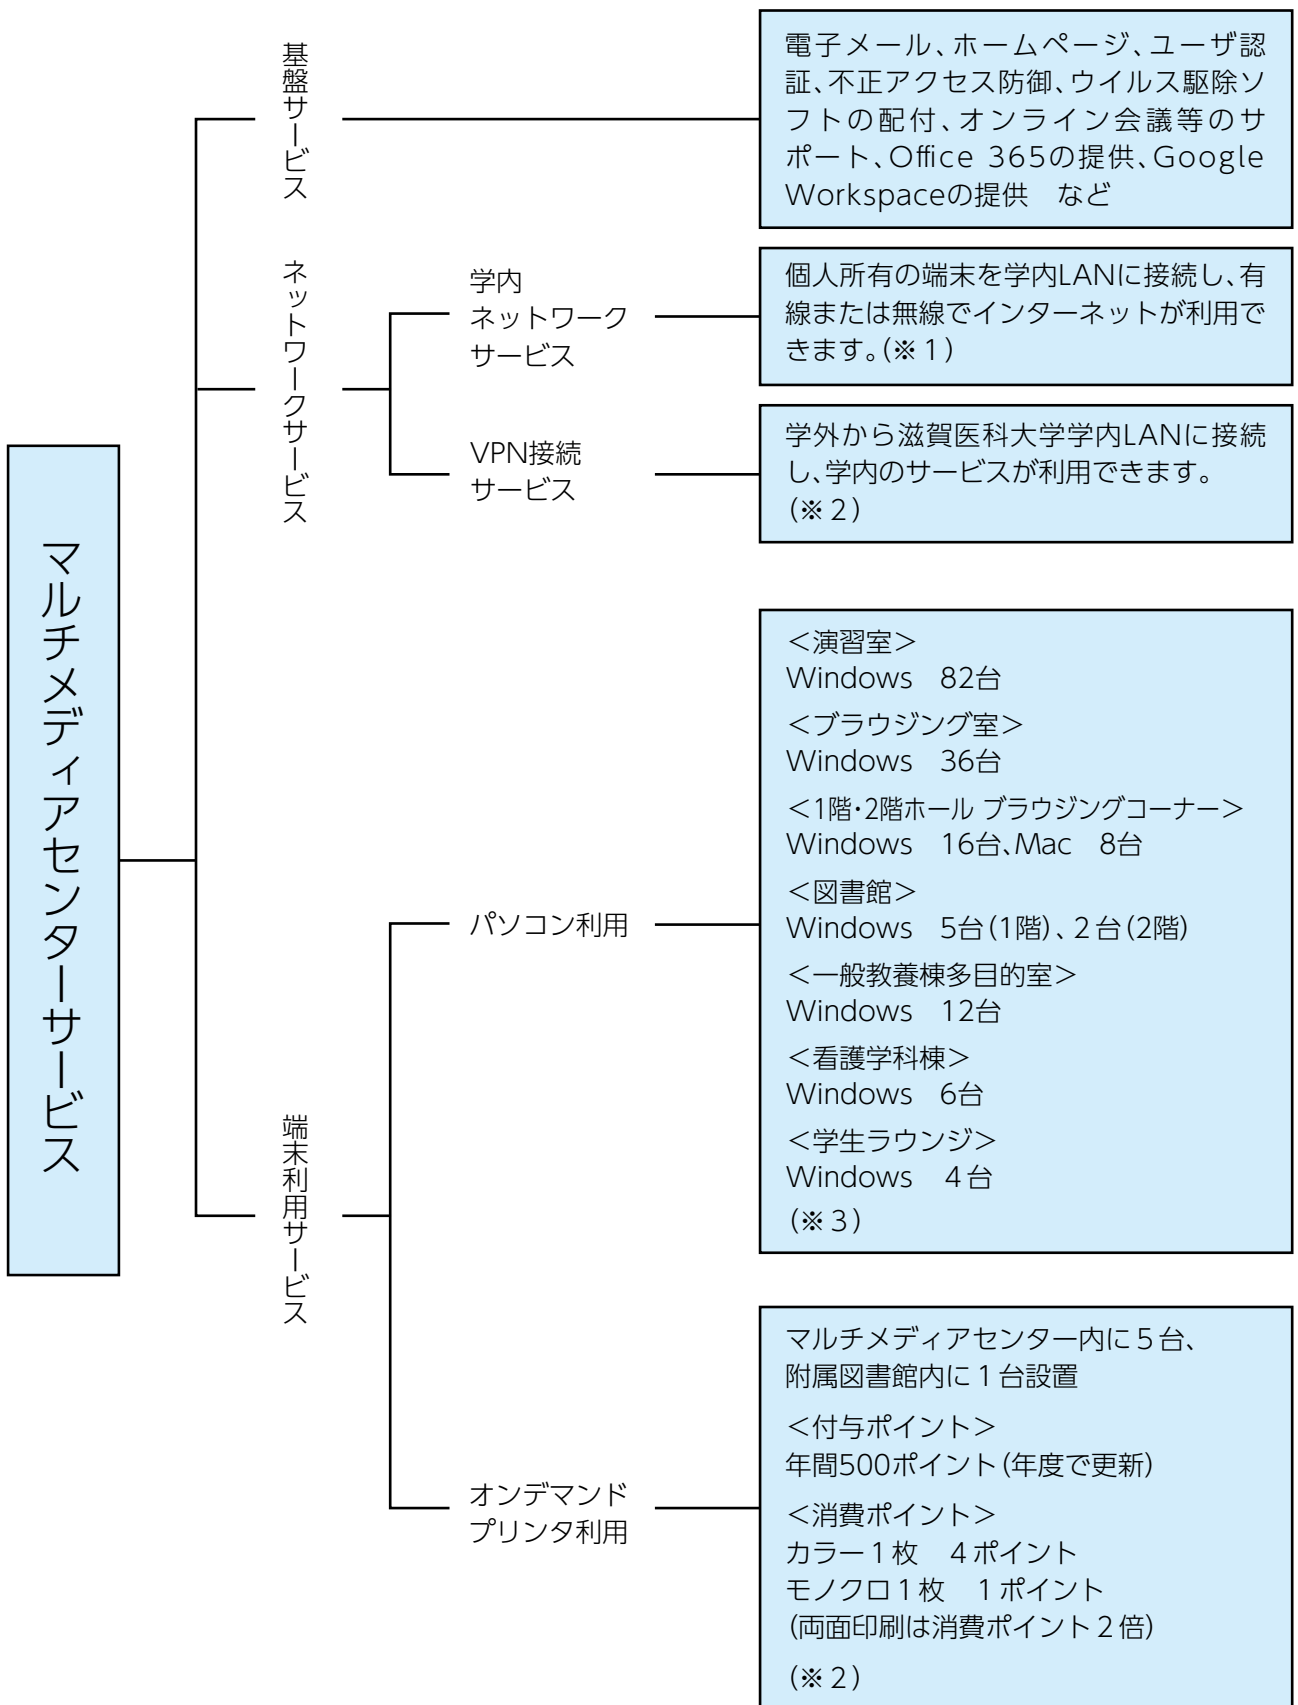 マルチメディアセンターサービス
基盤サービス
電子メール、ホームページ、ユーザ認
証、不正アクセス防御、ウイルス駆除ソ
フトの配付、オンライン会議等のサ
ポート、Office 365の提供、Google
Workspaceの提供　など
ネットワークサービス
学内
ネットワーク
サービス
個人所有の端末を学内LANに接続し、有
線または無線でインターネットが利用で
きます。(※１)
VPN接続
サービス
学外から滋賀医科大学学内LANに接続
し、学内のサービスが利用できます。
(※２)
端末利用サービス
パソコン利用
＜演習室＞
Windows　82台
＜ブラウジング室＞
Windows　36台
＜1階・2階ホール ブラウジングコーナー＞
Windows　16台、Mac　8台
＜図書館＞
Windows　5台(1階)、２台(2階)
＜一般教養棟多目的室＞
Windows　12台
＜看護学科棟＞
Windows　6台
＜学生ラウンジ＞
Windows　４台
(※３)
オンデマンド
プリンタ利用
マルチメディアセンター内に５台、
附属図書館内に１台設置
＜付与ポイント＞
年間500ポイント(年度で更新)
＜消費ポイント＞
カラー１枚　４ポイント
モノクロ１枚　１ポイント
(両面印刷は消費ポイント２倍)
(※２)